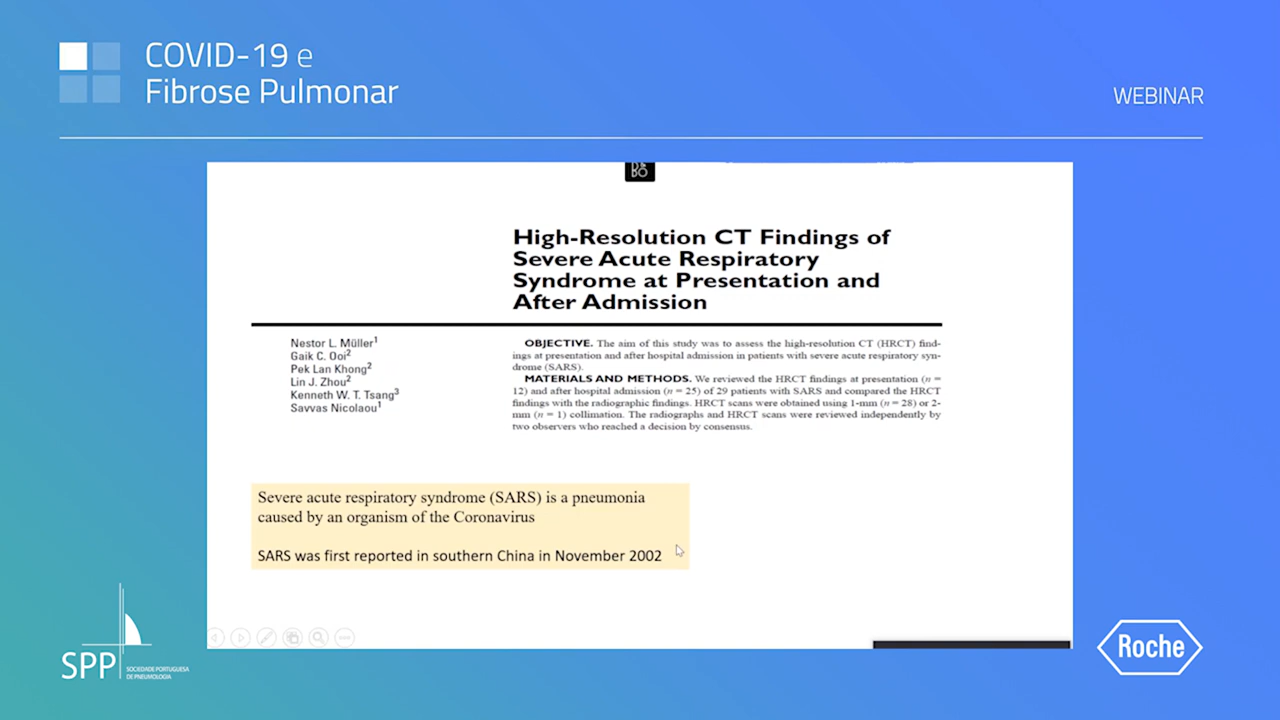 COVID-19 e
Fibrose Pulmonar
WEBINAR
High-Resolution CT Findings of
Severe Acute Respiratory
Syndrome at Presentation and
After Admission
Nestor L. Müller¹
Gaik C. Ooi²
Pek Lan Khong²
Lin J. Zhou²
Kenneth W. T. Tsang³
Savvas Nicolaou¹
OBJECTIVE. The aim of this study was to assess the high-resolution CT (HRCT) find-
ings at presentation and after hospital admission in patients with severe acute respiratory syn-
drome (SARS).
MATERIALS AND METHODS. We reviewed the HRCT findings at presentation (n =
12) and after hospital admission (n = 25) of 29 patients with SARS and compared the HRCT
findings with the radiographic findings. HRCT scans were obtained using 1-mm (n = 28) or 2-
mm (n = 1) collimation. The radiographs and HRCT scans were reviewed independently by
two observers who reached a decision by consensus.
Severe acute respiratory syndrome (SARS) is a pneumonia
caused by an organism of the Coronavirus
SARS was first reported in southern China in November 2002
SPP
SOCIEDADE PORTUGUESA
DE PNEUMOLOGIA
Roche